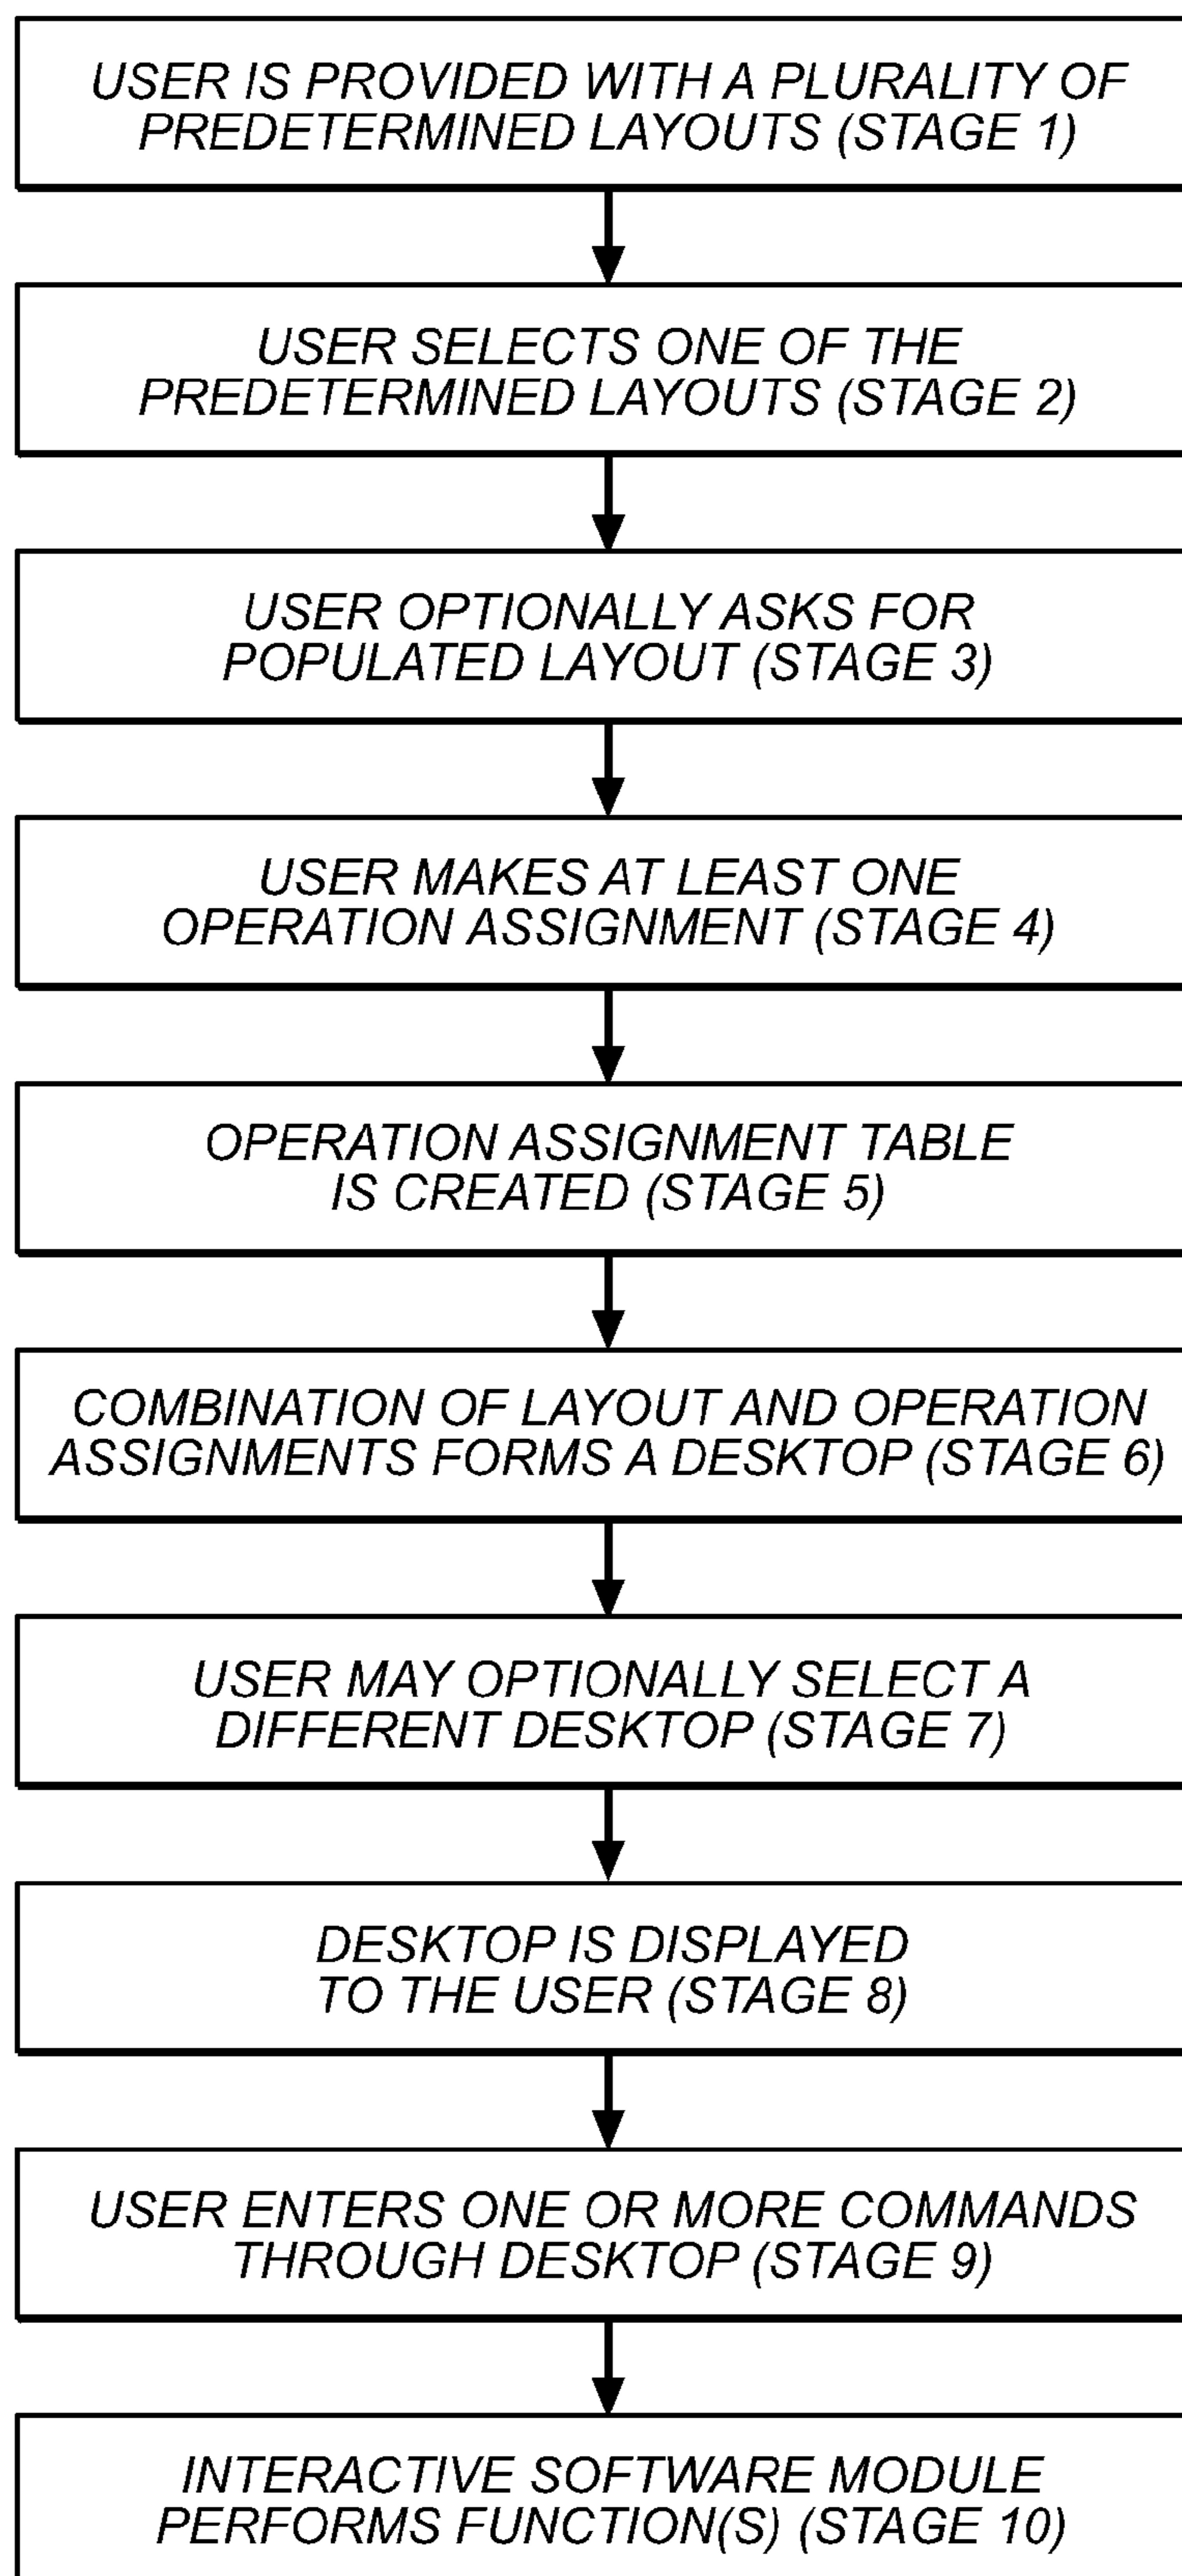 USER IS PROVIDED WITH A PLURALITY OF
PREDETERMINED LAYOUTS (STAGE 1)
USER SELECTS ONE OF THE
PREDETERMINED LAYOUTS (STAGE 2)
USER OPTIONALLY ASKS FOR
POPULATED LAYOUT (STAGE 3)
USER MAKES AT LEAST ONE
OPERATION ASSIGNMENT (STAGE 4)
OPERATION ASSIGNMENT TABLE
IS CREATED (STAGE 5)
COMBINATION OF LAYOUT AND OPERATION
ASSIGNMENTS FORMS A DESKTOP (STAGE 6)
USER MAY OPTIONALLY SELECT A
DIFFERENT DESKTOP (STAGE 7)
DESKTOP IS DISPLAYED
TO THE USER (STAGE 8)
USER ENTERS ONE OR MORE COMMANDS
THROUGH DESKTOP (STAGE 9)
INTERACTIVE SOFTWARE MODULE
PERFORMS FUNCTION(S) (STAGE 10)